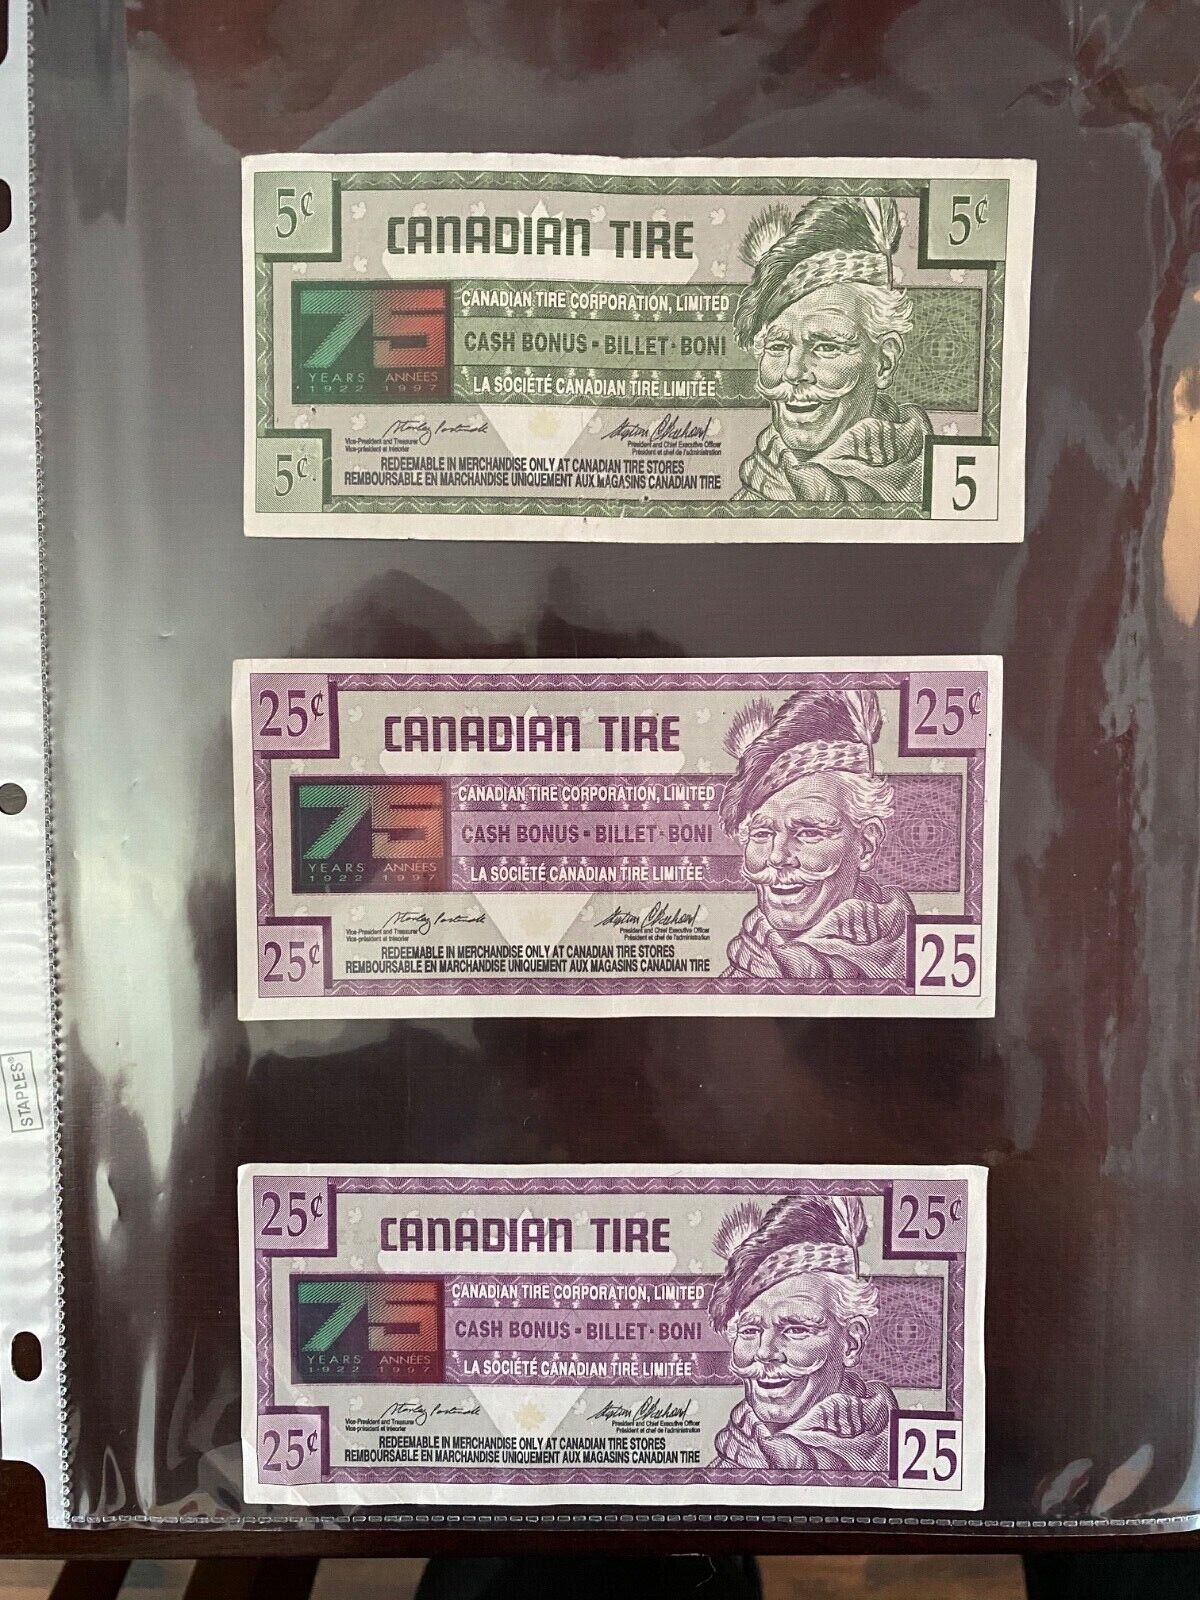 5¢ 5¢
CANADIAN TIRE
75
YEARS ANNÉES
1922 1997
CANADIAN TIRE CORPORATION, LIMITED
CASH BONUS - BILLET - BONI
LA SOCIÉTÉ CANADIAN TIRE LIMITÉE
Vice-President and Treasurer
Vice-président et trésorier
President and Chief Executive Officer
Président et chef de l'administration
REDEEMABLE IN MERCHANDISE ONLY AT CANADIAN TIRE STORES
REMBOURSABLE EN MARCHANDISE UNIQUEMENT AUX MAGASINS CANADIAN TIRE
5¢ 5
25¢ 25¢
CANADIAN TIRE
75
YEARS ANNÉES
1922 1997
CANADIAN TIRE CORPORATION, LIMITED
CASH BONUS - BILLET - BONI
LA SOCIÉTÉ CANADIAN TIRE LIMITÉE
Vice-President and Treasurer
Vice-président et trésorier
President and Chief Executive Officer
Président et chef de l'administration
REDEEMABLE IN MERCHANDISE ONLY AT CANADIAN TIRE STORES
REMBOURSABLE EN MARCHANDISE UNIQUEMENT AUX MAGASINS CANADIAN TIRE
25¢ 25
STAPLES®
25¢ 25¢
CANADIAN TIRE
75
YEARS ANNÉES
1922 1997
CANADIAN TIRE CORPORATION, LIMITED
CASH BONUS - BILLET - BONI
LA SOCIÉTÉ CANADIAN TIRE LIMITÉE
Vice-President and Treasurer
Vice-président et trésorier
President and Chief Executive Officer
Président et chef de l'administration
REDEEMABLE IN MERCHANDISE ONLY AT CANADIAN TIRE STORES
REMBOURSABLE EN MARCHANDISE UNIQUEMENT AUX MAGASINS CANADIAN TIRE
25¢ 25